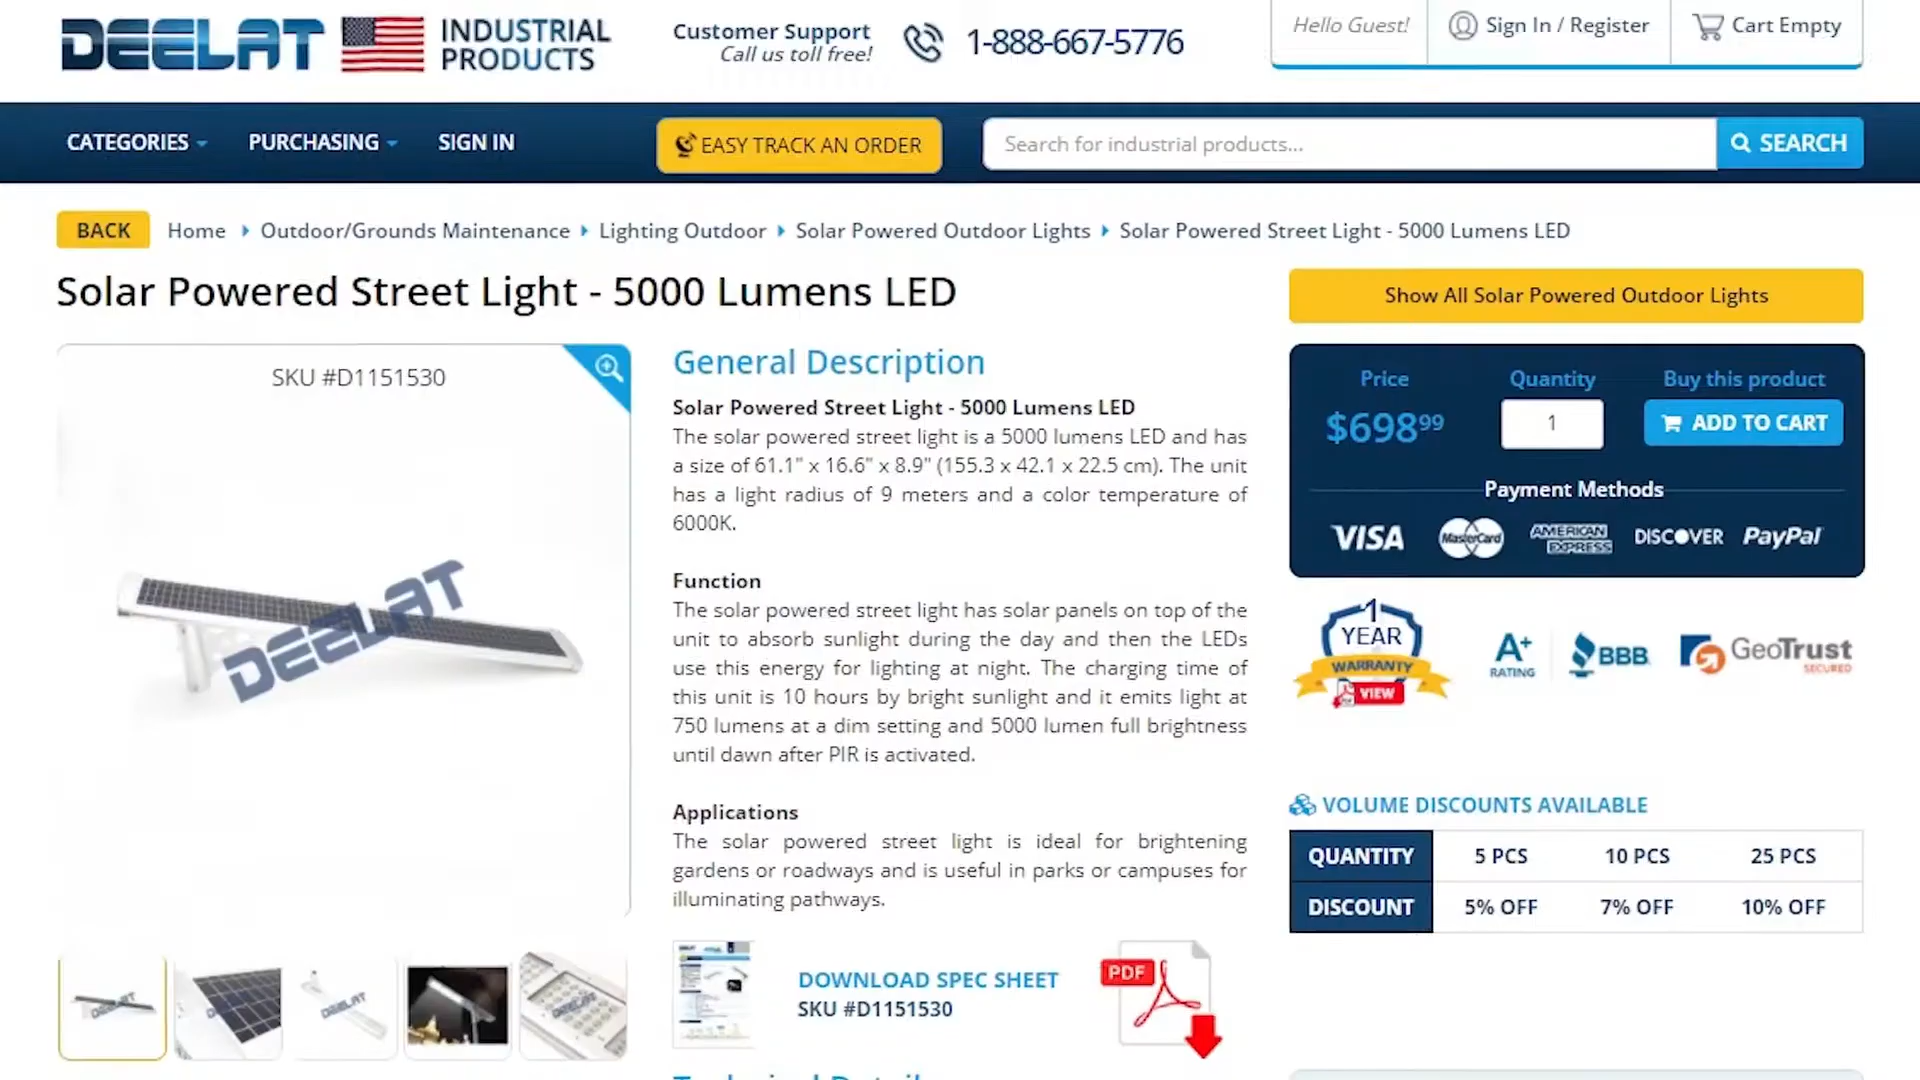 DEELAT
INDUSTRIAL
PRODUCTS
Customer Support
Call us toll free!
1-888-667-5776
Hello Guest!
Sign In / Register
Cart Empty
CATEGORIES
PURCHASING
SIGN IN
EASY TRACK AN ORDER
Search for industrial products...
SEARCH
BACK
Home
Outdoor/Grounds Maintenance
Lighting Outdoor
Solar Powered Outdoor Lights
Solar Powered Street Light - 5000 Lumens LED
Solar Powered Street Light - 5000 Lumens LED
SKU #D1151530
DEELAT
General Description
Solar Powered Street Light - 5000 Lumens LED
The solar powered street light is a 5000 lumens LED and has
a size of 61.1" x 16.6" x 8.9" (155.3 x 42.1 x 22.5 cm). The unit
has a light radius of 9 meters and a color temperature of
6000K.
Function
The solar powered street light has solar panels on top of the
unit to absorb sunlight during the day and then the LEDs
use this energy for lighting at night. The charging time of
this unit is 10 hours by bright sunlight and it emits light at
750 lumens at a dim setting and 5000 lumen full brightness
until dawn after PIR is activated.
Applications
The solar powered street light is ideal for brightening
gardens or roadways and is useful in parks or campuses for
illuminating pathways.
DOWNLOAD SPEC SHEET
SKU #D1151530
PDF
Show All Solar Powered Outdoor Lights
Price
Quantity
Buy this product
$698.99
1
ADD TO CART
Payment Methods
VISA
MasterCard
AMERICAN EXPRESS
DISCOVER
PayPal
1
YEAR
WARRANTY
VIEW
A+
RATING
BBB
GeoTrust
SECURED
VOLUME DISCOUNTS AVAILABLE
QUANTITY 5 PCS 10 PCS 25 PCS
DISCOUNT 5% OFF 7% OFF 10% OFF
DEELAT
DEELAT
DEELAT